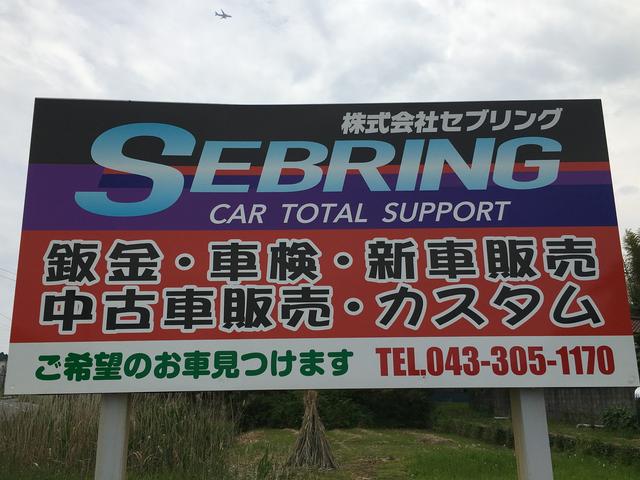 株式会社セブリング
SEBRING
CAR TOTAL SUPPORT
鈑金・車検・新車販売
中古車販売・カスタム
ご希望のお車見つけます TEL.043-305-1170